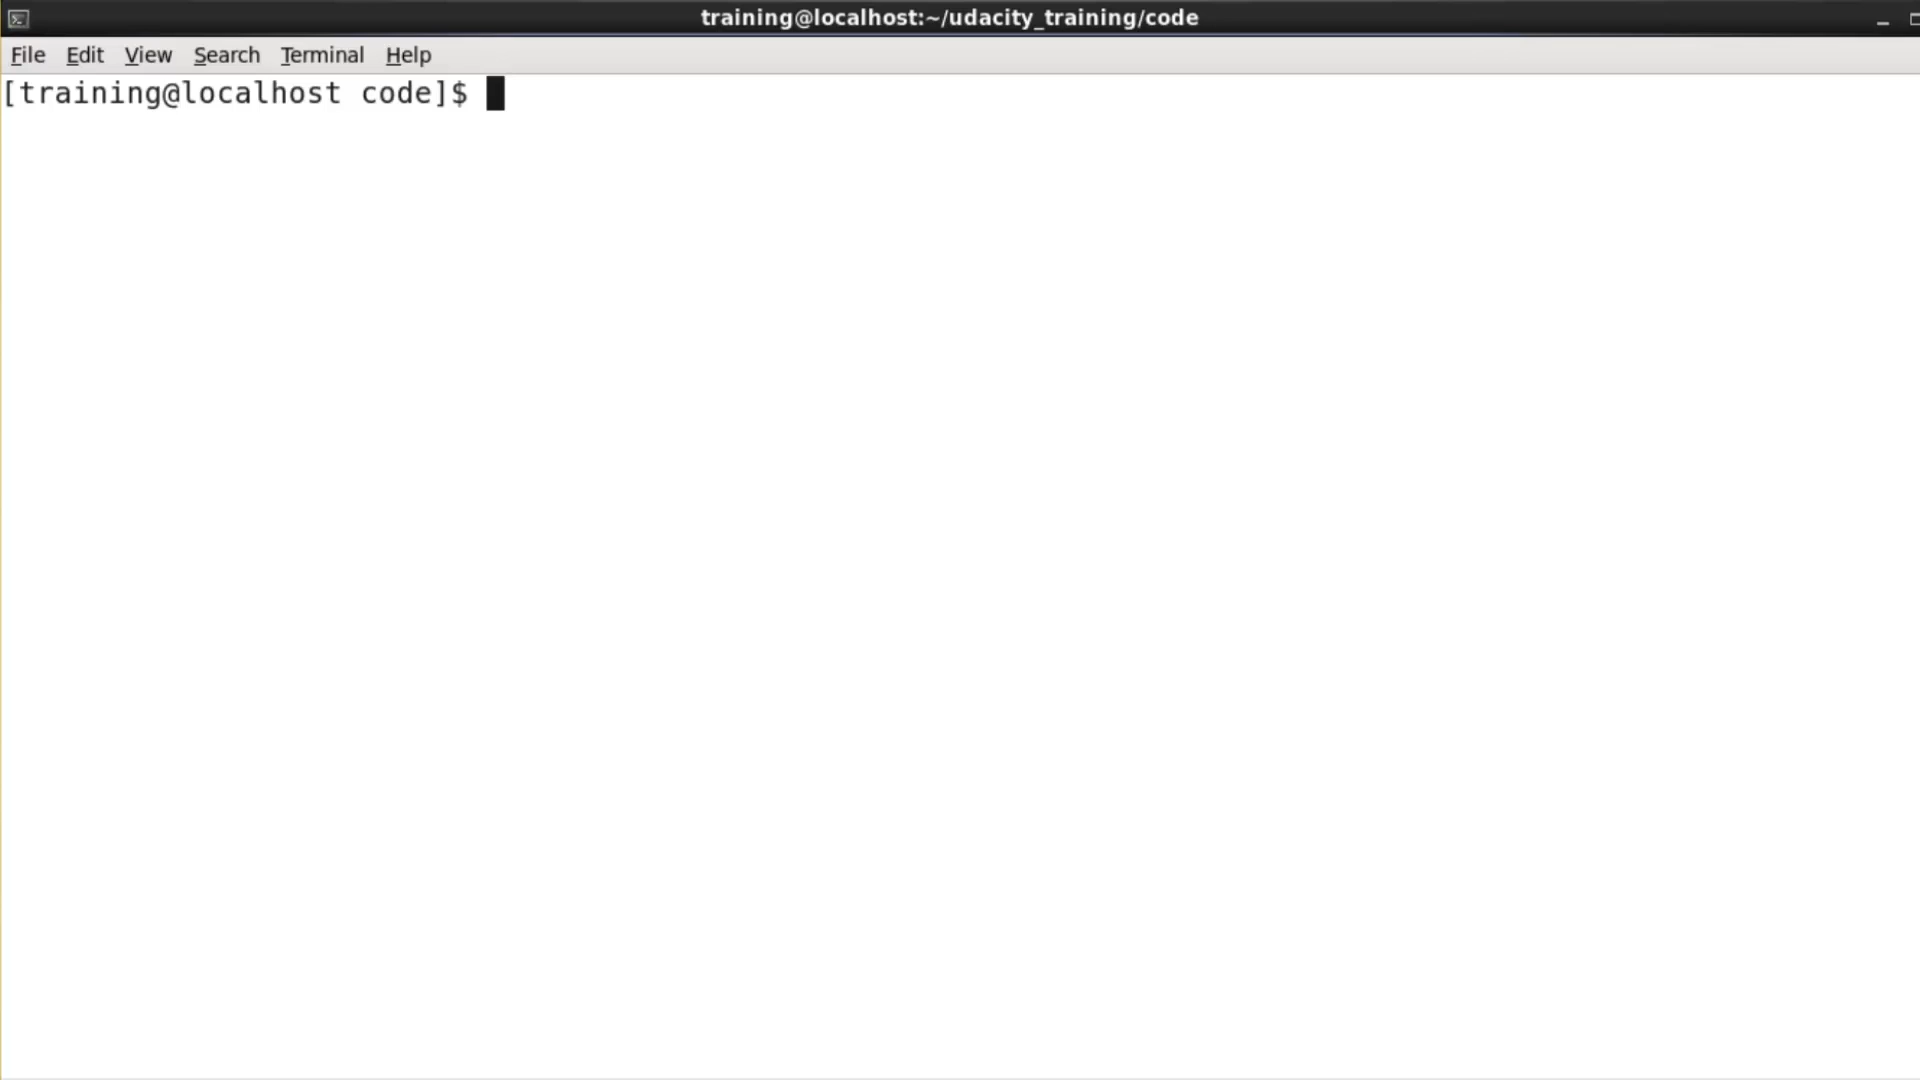 training@localhost:~/udacity_training/code
File Edit View Search Terminal Help
[training@localhost code]$